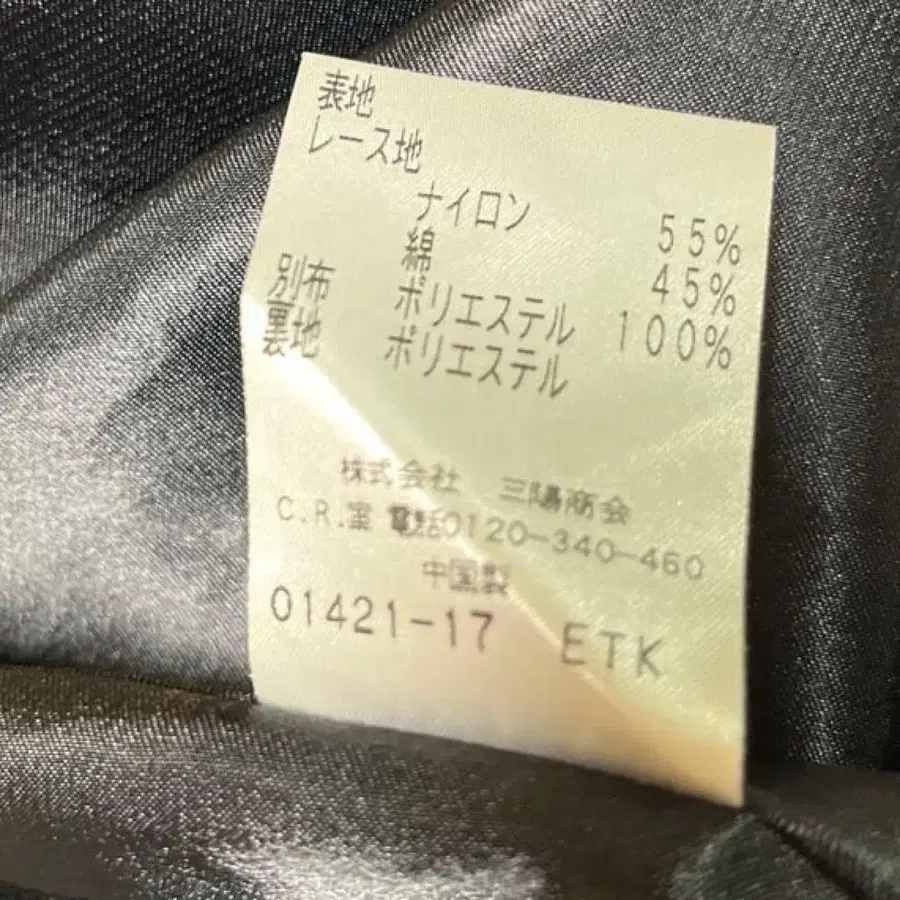 表地
レース地
ナイロン 55%
綿 45%
別布 ポリエステル 100%
裏地 ポリエステル
株式会社 三陽商会
C.R.室 電話0120-340-460
中国製
01421-17 ETK